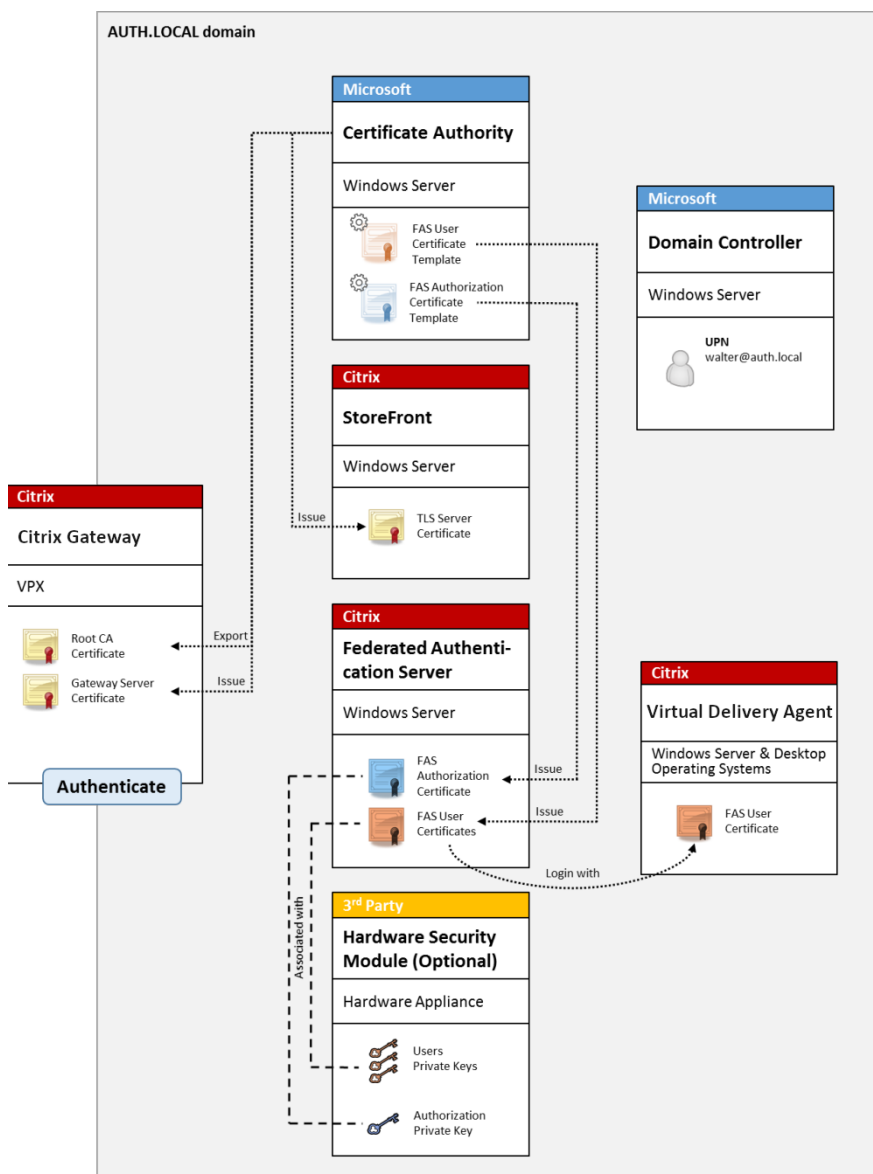 AUTH.LOCAL domain
Microsoft
Certificate Authority
Windows Server
FAS User
Certificate
Template
FAS Authorization
Certificate
Template
Microsoft
Domain Controller
Windows Server
UPN
walter@auth.local
Citrix
StoreFront
Windows Server
Issue
TLS Server
Certificate
Citrix
Citrix Gateway
VPX
Root CA
Certificate
Export
Gateway Server
Certificate
Issue
Authenticate
Citrix
Federated Authenti-
cation Server
Windows Server
FAS
Authorization
Certificate
Issue
FAS User
Certificates
Issue
Login with
Citrix
Virtual Delivery Agent
Windows Server & Desktop
Operating Systems
FAS User
Certificate
Associated with
3rd Party
Hardware Security
Module (Optional)
Hardware Appliance
Users
Private Keys
Authorization
Private Key